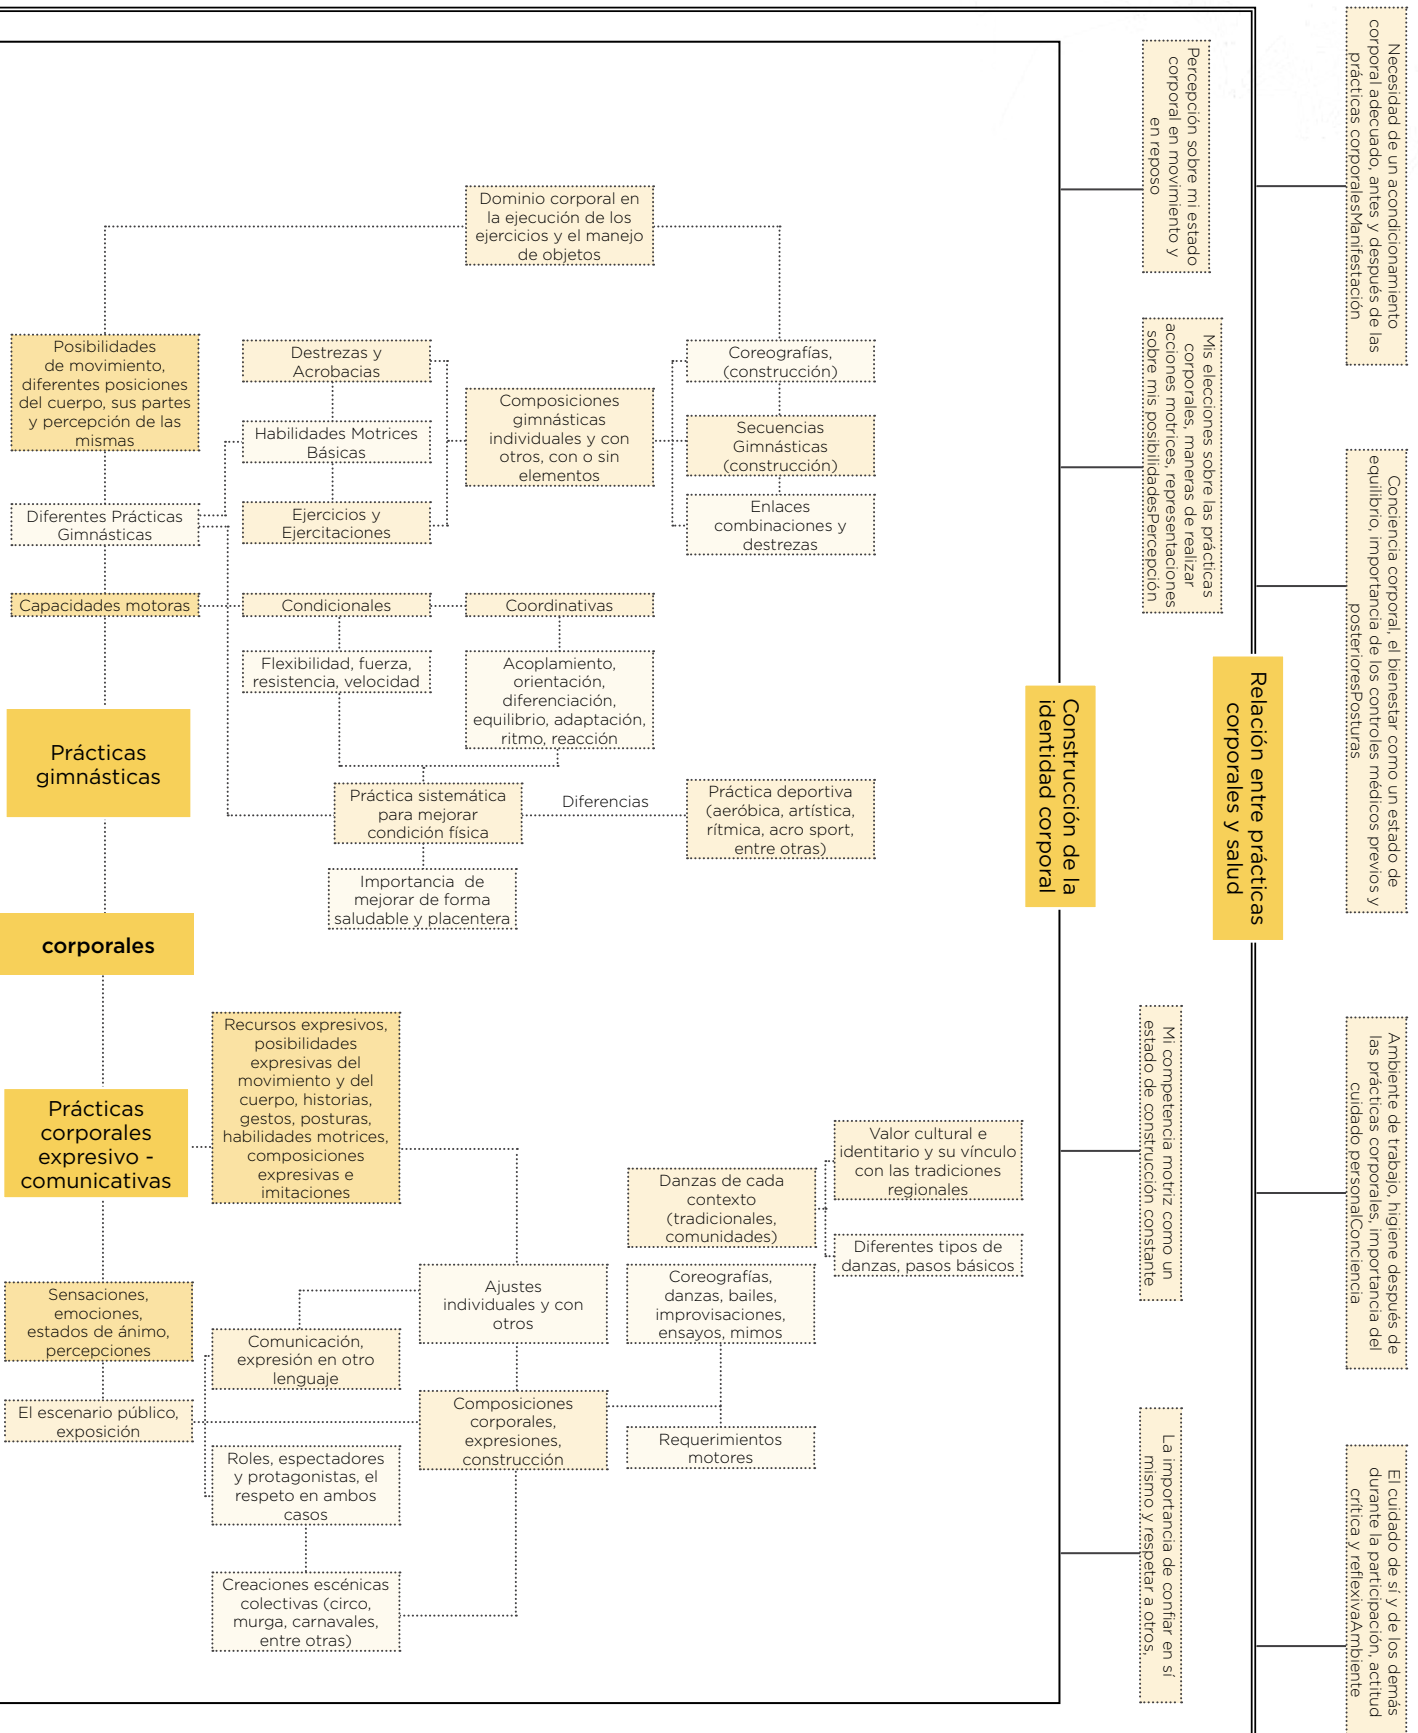 Dominio corporal en
la ejecución de los
ejercicios y el manejo
de objetos
Posibilidades
de movimiento,
diferentes posiciones
del cuerpo, sus partes
y percepción de las
mismas
Destrezas y
Acrobacias
Habilidades Motrices
Básicas
Ejercicios y
Ejercitaciones
Composiciones
gimnásticas
individuales y con
otros, con o sin
elementos
Coreografías,
(construcción)
Secuencias
Gimnásticas
(construcción)
Enlaces
combinaciones y
destrezas
Diferentes Prácticas
Gimnásticas
Capacidades motoras
Condicionales
Coordinativas
Flexibilidad, fuerza,
resistencia, velocidad
Acoplamiento,
orientación,
diferenciación,
equilibrio, adaptación,
ritmo, reacción
Prácticas
gimnásticas
Práctica sistemática
para mejorar
condición física
Diferencias
Práctica deportiva
(aeróbica, artística,
rítmica, acro sport,
entre otras)
Importancia de
mejorar de forma
saludable y placentera
corporales
Recursos expresivos,
posibilidades
expresivas del
movimiento y del
cuerpo, historias,
gestos, posturas,
habilidades motrices,
composiciones
expresivas e
imitaciones
Prácticas
corporales
expresivo -
comunicativas
Valor cultural e
identitario y su vínculo
con las tradiciones
regionales
Danzas de cada
contexto
(tradicionales,
comunidades)
Diferentes tipos de
danzas, pasos básicos
Sensaciones,
emociones,
estados de ánimo,
percepciones
Ajustes
individuales y con
otros
Coreografías,
danzas, bailes,
improvisaciones,
ensayos, mimos
Comunicación,
expresión en otro
lenguaje
El escenario público,
exposición
Composiciones
corporales,
expresiones,
construcción
Requerimientos
motores
Roles, espectadores
y protagonistas, el
respeto en ambos
casos
Creaciones escénicas
colectivas (circo,
murga, carnavales,
entre otras)
Construcción de la
identidad corporal
Percepción sobre mi estado
corporal en movimiento y
en reposo
Mis elecciones sobre las prácticas
corporales, maneras de realizar
acciones motrices, representaciones
sobre mis posibilidadesPercepción
Mi competencia motriz como un
estado de construcción constante
La importancia de confiar en sí
mismo y respetar a otros,
Relación entre prácticas
corporales y salud
Necesidad de un acondicionamiento
corporal adecuado, antes y después de las
prácticas corporalesManifestación
Conciencia corporal, el bienestar como un estado de
equilibrio, importancia de los controles médicos previos y
posterioresPosturas
Ambiente de trabajo, higiene después de
las prácticas corporales, importancia del
cuidado personalConciencia
El cuidado de sí y de los demás
durante la participación, actitud
crítica y reflexivaAmbiente